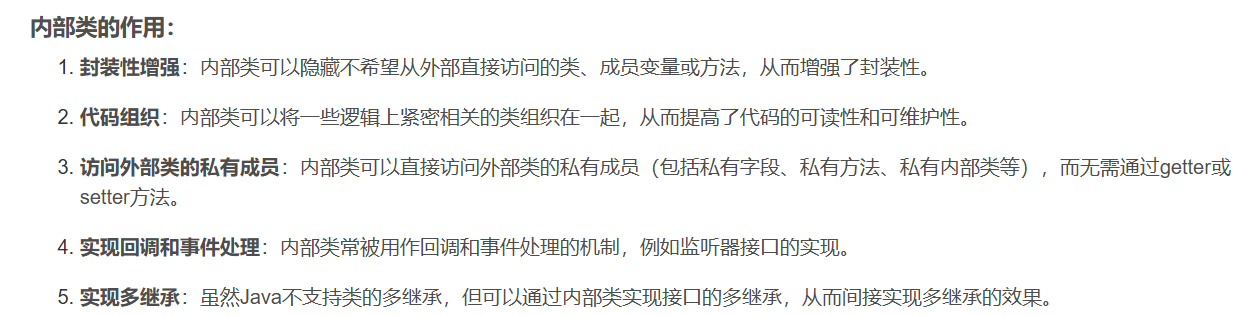 内部类的作用：
1. 封装性增强：内部类可以隐藏不希望从外部直接访问的类、成员变量或方法，从而增强了封装性。
2. 代码组织：内部类可以将一些逻辑上紧密相关的类组织在一起，从而提高了代码的可读性和可维护性。
3. 访问外部类的私有成员：内部类可以直接访问外部类的私有成员（包括私有字段、私有方法、私有内部类等），而无需通过getter或
setter方法。
4. 实现回调和事件处理：内部类常被用作回调和事件处理的机制，例如监听器接口的实现。
5. 实现多继承：虽然Java不支持类的多继承，但可以通过内部类实现接口的多继承，从而间接实现多继承的效果。